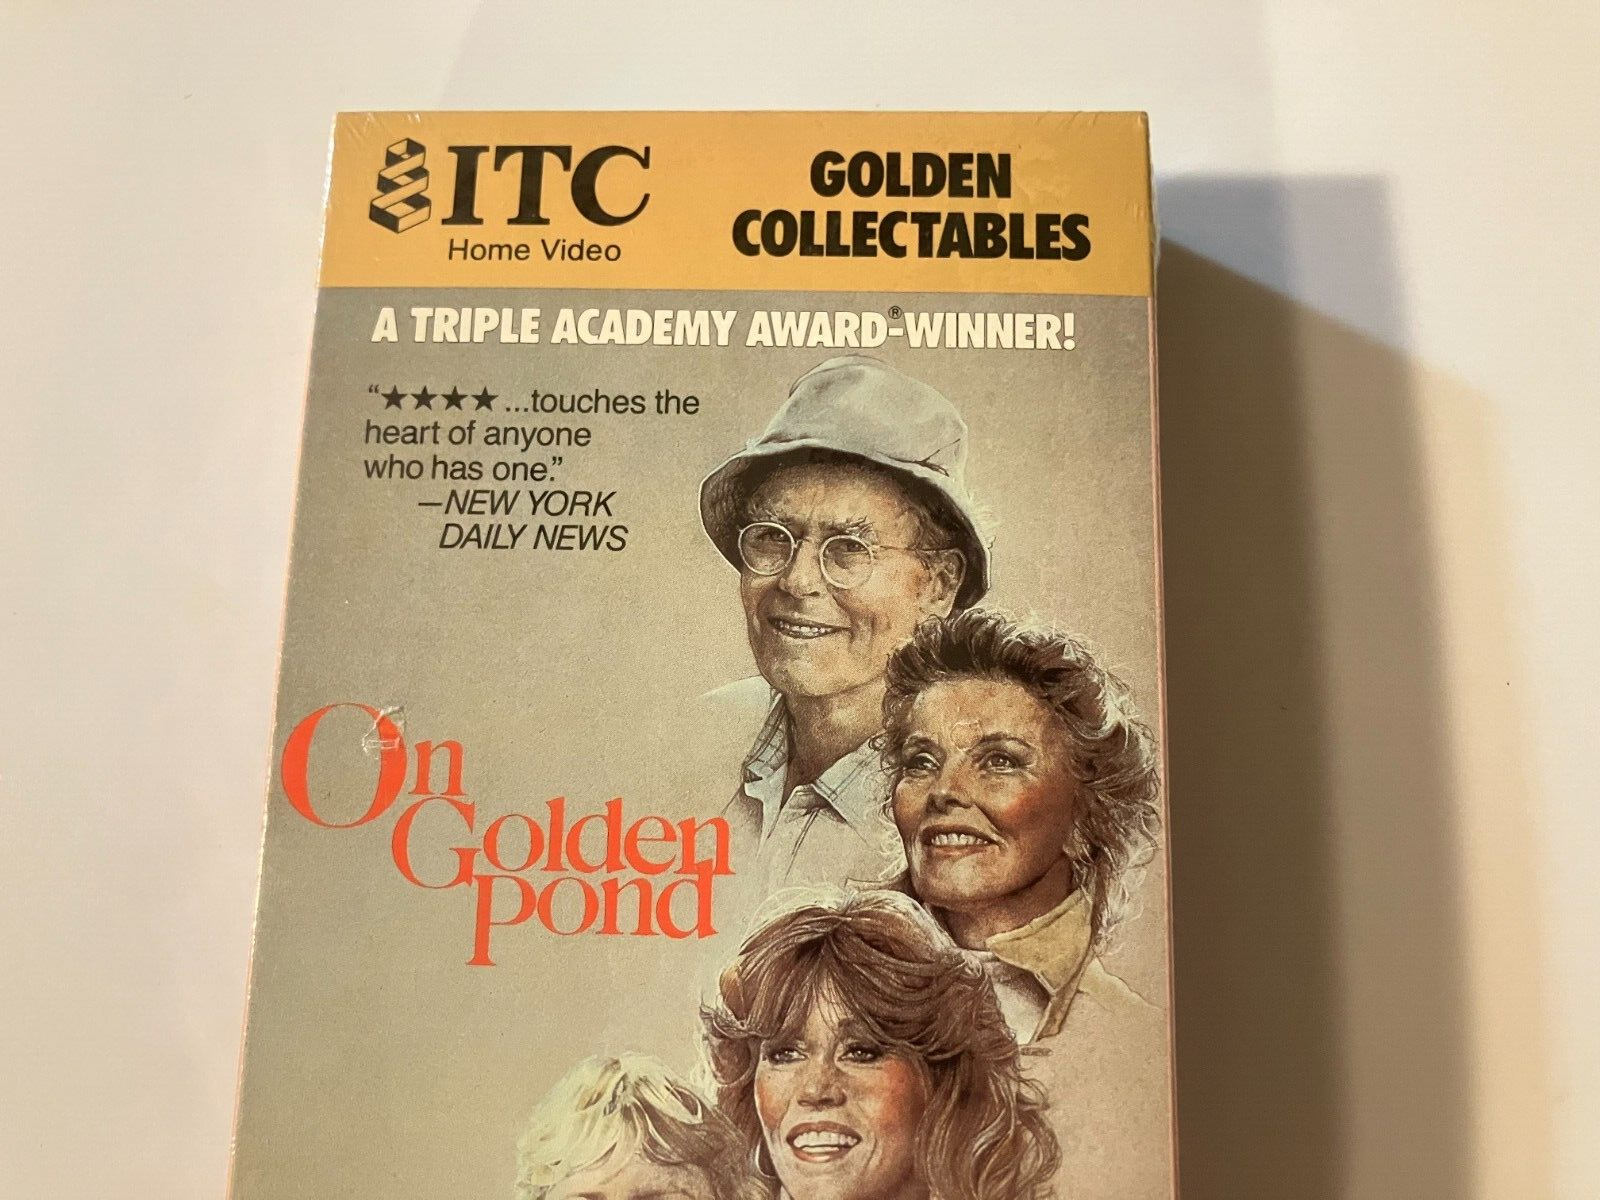 ITC
Home Video
GOLDEN
COLLECTABLES
A TRIPLE ACADEMY AWARD®-WINNER!
“★★★★ ...touches the
heart of anyone
who has one.”
—NEW YORK
DAILY NEWS
On
Golden
pond